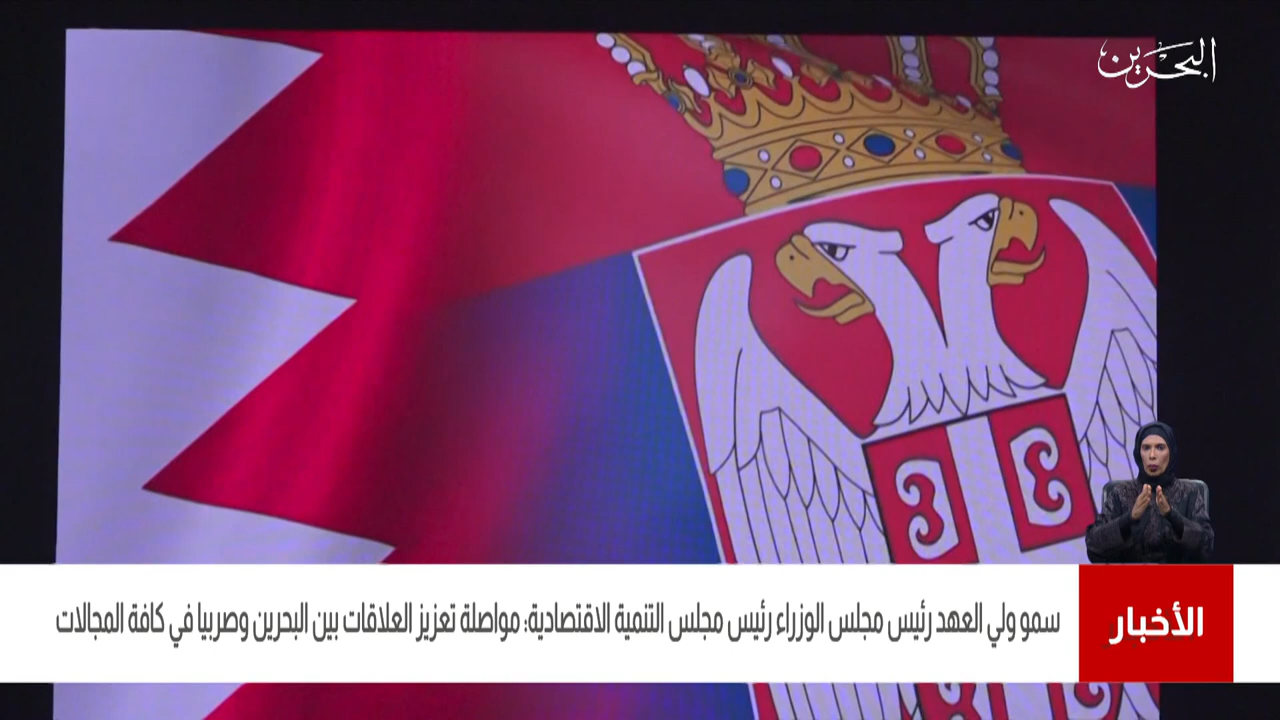 البحرين
سمو ولي العهد رئيس مجلس الوزراء رئيس مجلس التنمية الاقتصادية: مواصلة تعزيز العلاقات بين البحرين وصربيا في كافة المجالات
الأخبار